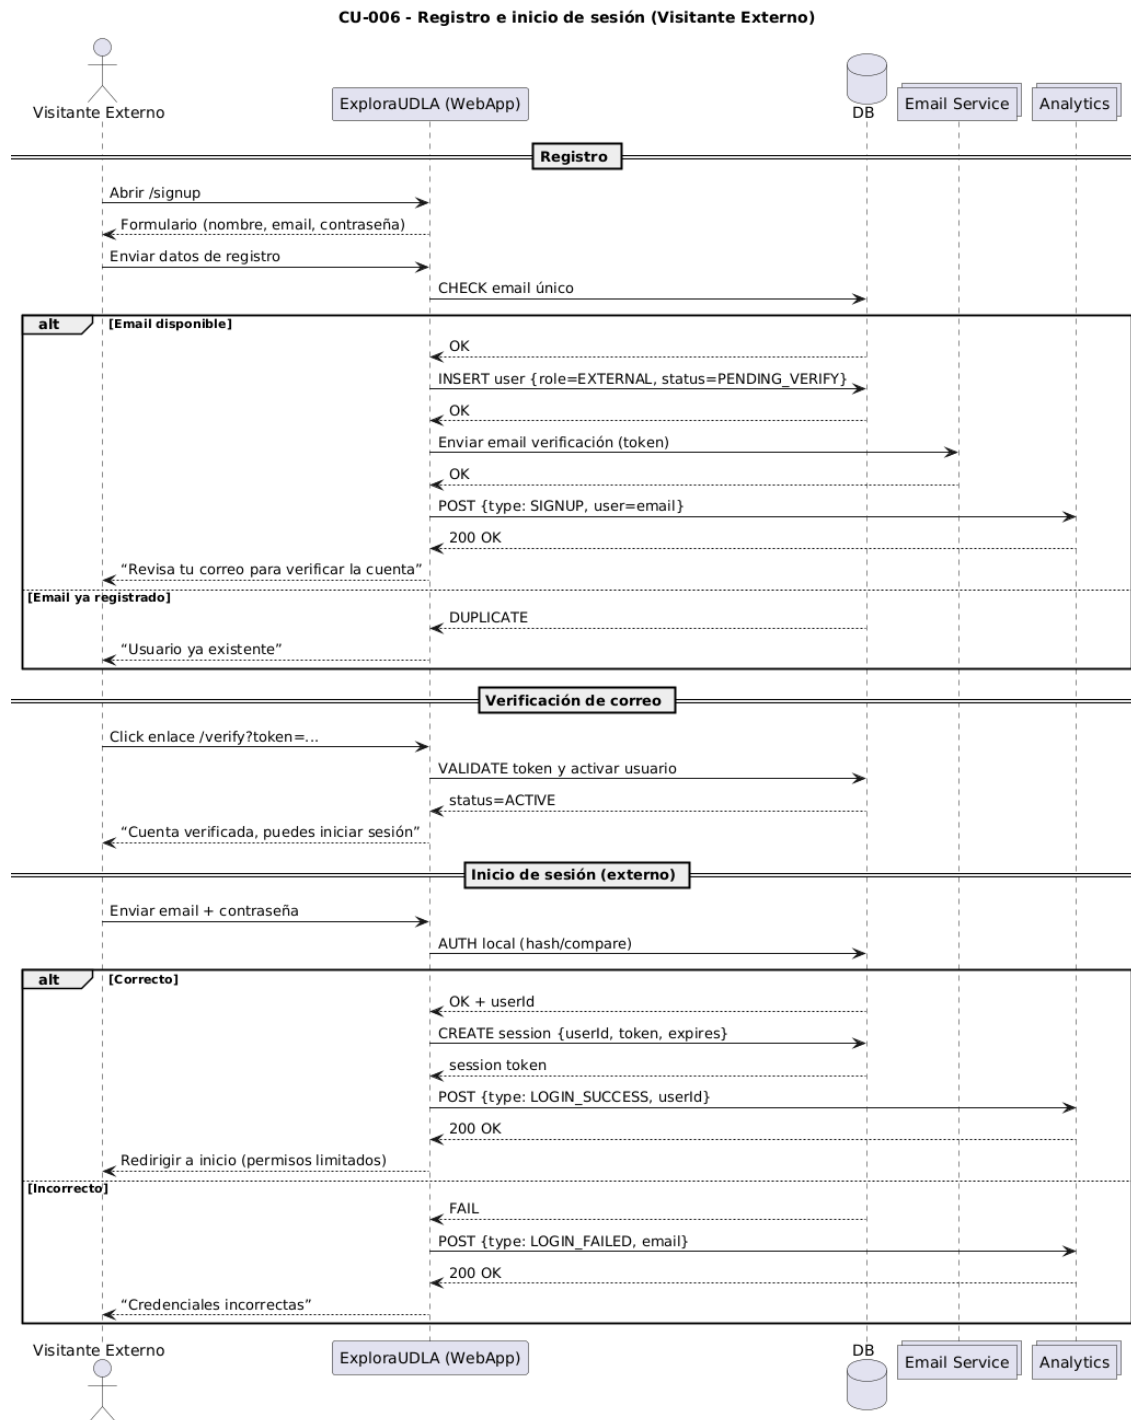 CU-006 - Registro e inicio de sesión (Visitante Externo)
Visitante Externo
ExploraUDLA (WebApp)
DB
Email Service
Analytics
Registro
Abrir /signup
Formulario (nombre, email, contraseña)
Enviar datos de registro
CHECK email único
alt [Email disponible]
OK
INSERT user {role=EXTERNAL, status=PENDING_VERIFY}
OK
Enviar email verificación (token)
OK
POST {type: SIGNUP, user=email}
200 OK
“Revisa tu correo para verificar la cuenta”
[Email ya registrado]
DUPLICATE
“Usuario ya existente”
Verificación de correo
Click enlace /verify?token=...
VALIDATE token y activar usuario
status=ACTIVE
“Cuenta verificada, puedes iniciar sesión”
Inicio de sesión (externo)
Enviar email + contraseña
AUTH local (hash/compare)
alt [Correcto]
OK + userId
CREATE session {userId, token, expires}
session token
POST {type: LOGIN_SUCCESS, userId}
200 OK
Redirigir a inicio (permisos limitados)
[Incorrecto]
FAIL
POST {type: LOGIN_FAILED, email}
200 OK
“Credenciales incorrectas”
Visitante Externo
ExploraUDLA (WebApp)
DB
Email Service
Analytics